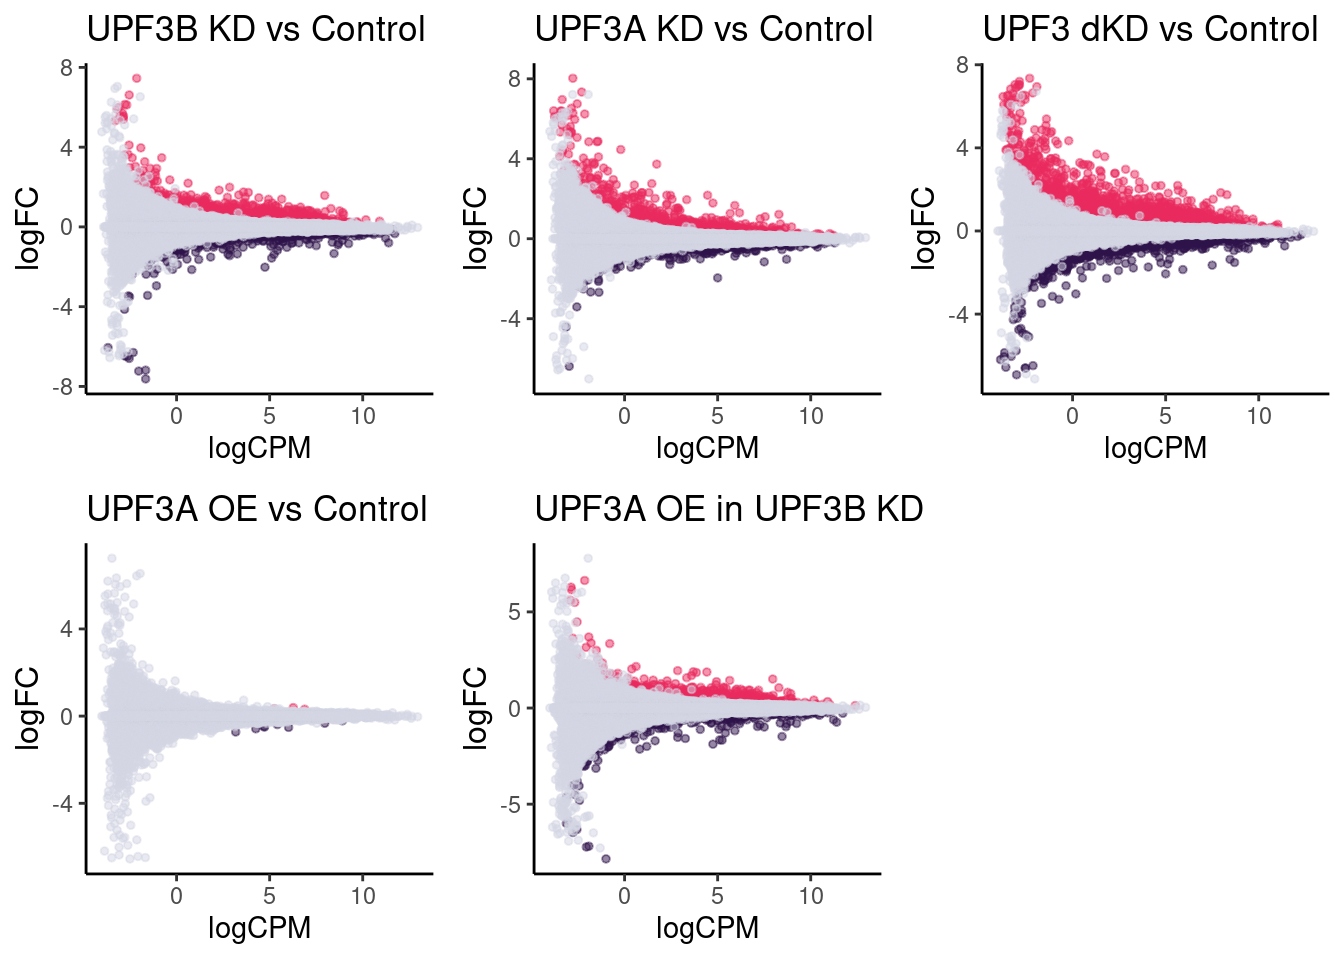 UPF3B KD vs Control
8
4
0
-4
-8
logFC
0 5 10
logCPM
UPF3A KD vs Control
8
4
0
-4
logFC
0 5 10
logCPM
UPF3 dKD vs Control
8
4
0
-4
logFC
0 5 10
logCPM
UPF3A OE vs Control
4
0
-4
logFC
0 5 10
logCPM
UPF3A OE in UPF3B KD
5
0
-5
logFC
0 5 10
logCPM